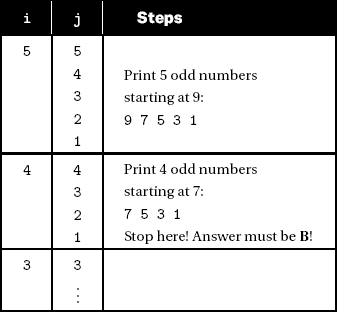 i j Steps
5 5
4 Print 5 odd numbers
3 starting at 9:
2 9 7 5 3 1
1
4 4 Print 4 odd numbers
3 starting at 7:
2 7 5 3 1
1 Stop here! Answer must be B!
3 3
⋮